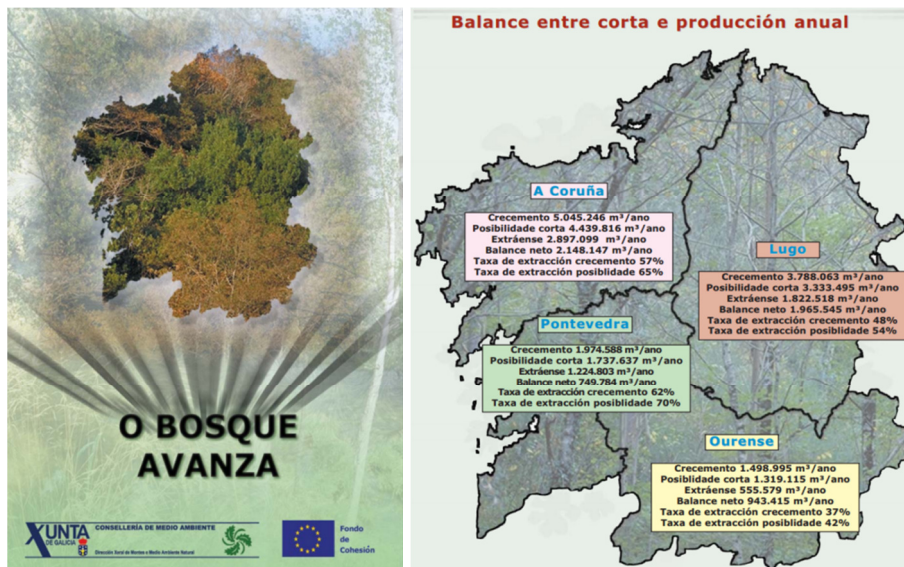 O BOSQUE
AVANZA
XUNTA
DE GALICIA
CONSELLERÍA DE MEDIO AMBIENTE
Dirección Xeral de Montes e Medio Ambiente Natural
Fondo
de
Cohesión
Balance entre corta e producción anual
A Coruña
Crecemento 5.045.246 m³/ano
Posibilidade corta 4.439.816 m³/ano
Extráense 2.897.099 m³/ano
Balance neto 2.148.147 m³/ano
Taxa de extracción crecemento 57%
Taxa de extracción posiblidade 65%
Lugo
Crecemento 3.788.063 m³/ano
Posibilidade corta 3.333.495 m³/ano
Extráense 1.822.518 m³/ano
Balance neto 1.965.545 m³/ano
Taxa de extracción crecemento 48%
Taxa de extracción posiblidade 54%
Pontevedra
Crecemento 1.974.588 m³/ano
Posibilidade corta 1.737.637 m³/ano
Extráense 1.224.803 m³/ano
Balance neto 749.784 m³/ano
Taxa de extracción crecemento 62%
Taxa de extracción posiblidade 70%
Ourense
Crecemento 1.498.995 m³/ano
Posiblidade corta 1.319.115 m³/ano
Extráense 555.579 m³/ano
Balance neto 943.415 m³/ano
Taxa de extracción crecemento 37%
Taxa de extracción posiblidade 42%